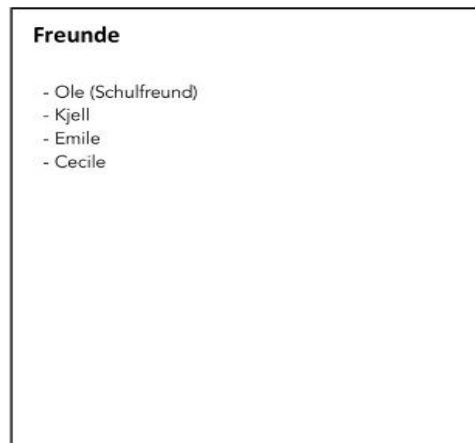 Freunde
- Ole (Schulfreund)
- Kjell
- Emile
- Cecile